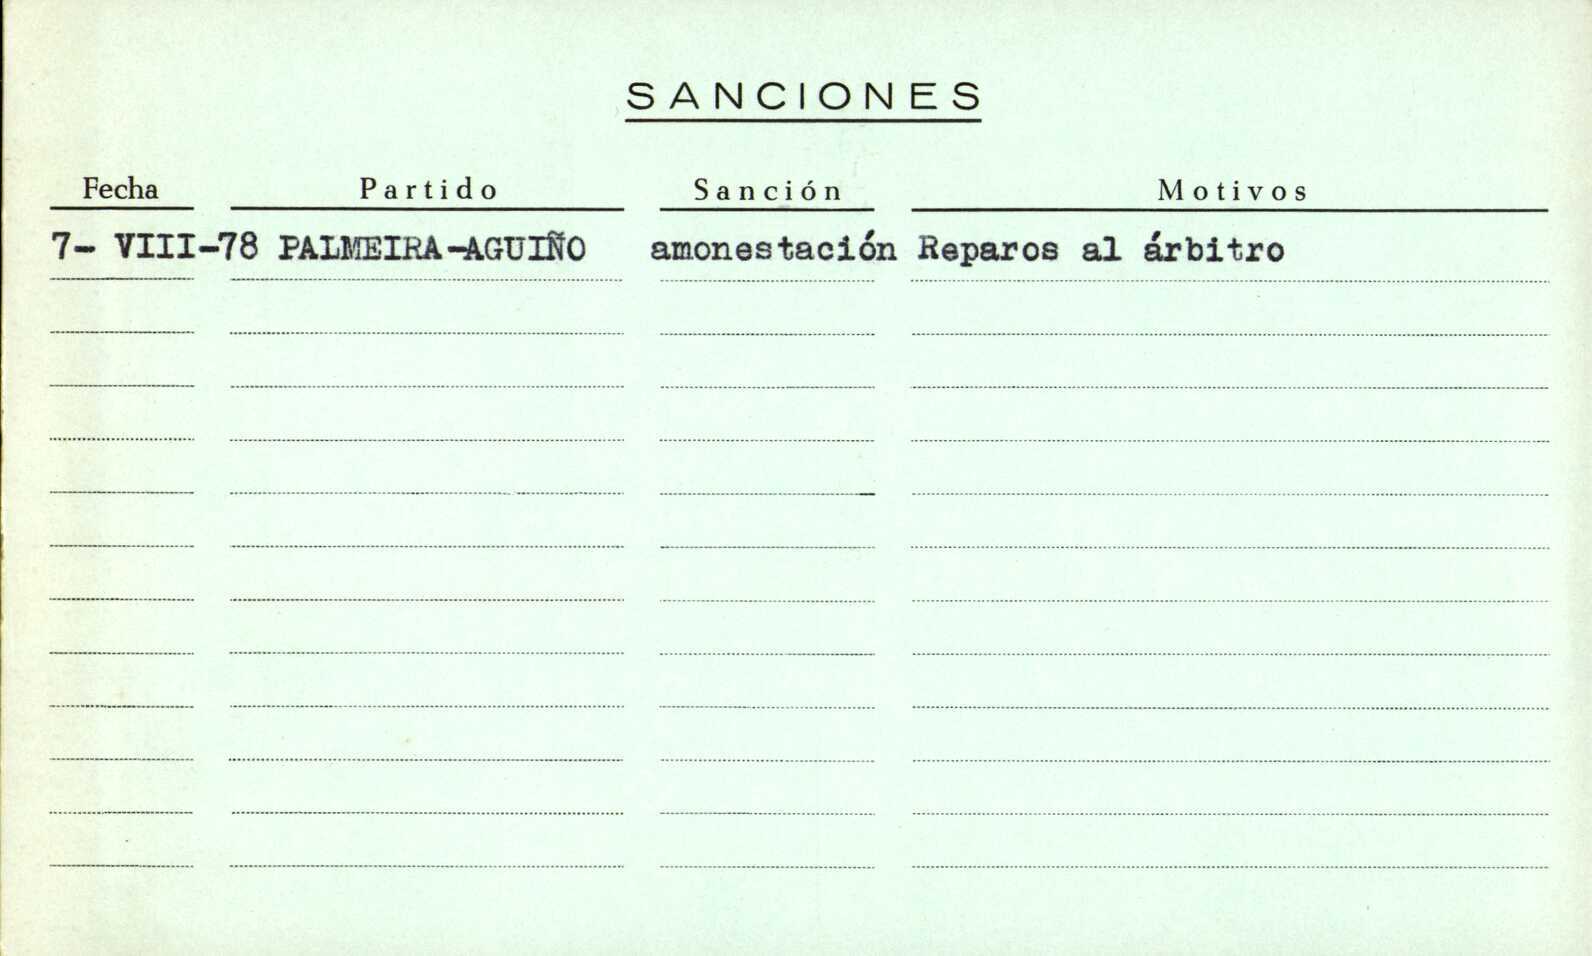 SANCIONES
Fecha Partido Sanción Motivos
7- VIII-78 PALMEIRA-AGUIÑO amonestación Reparos al árbitro